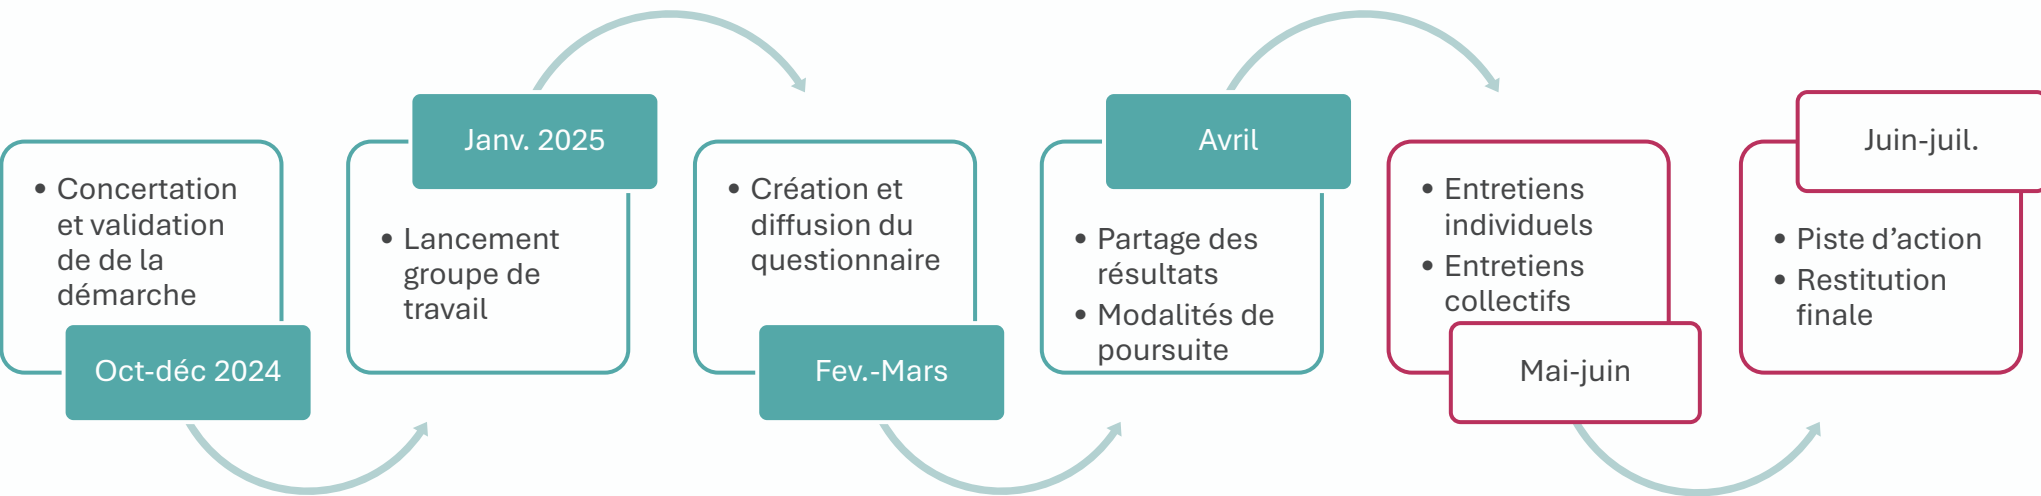 • Concertation
et validation
de de la
démarche
Oct-déc 2024
Janv. 2025
• Lancement
groupe de
travail
• Création et
diffusion du
questionnaire
Fev.-Mars
Avril
• Partage des
résultats
• Modalités de
poursuite
• Entretiens
individuels
• Entretiens
collectifs
Mai-juin
Juin-juil.
• Piste d’action
• Restitution
finale